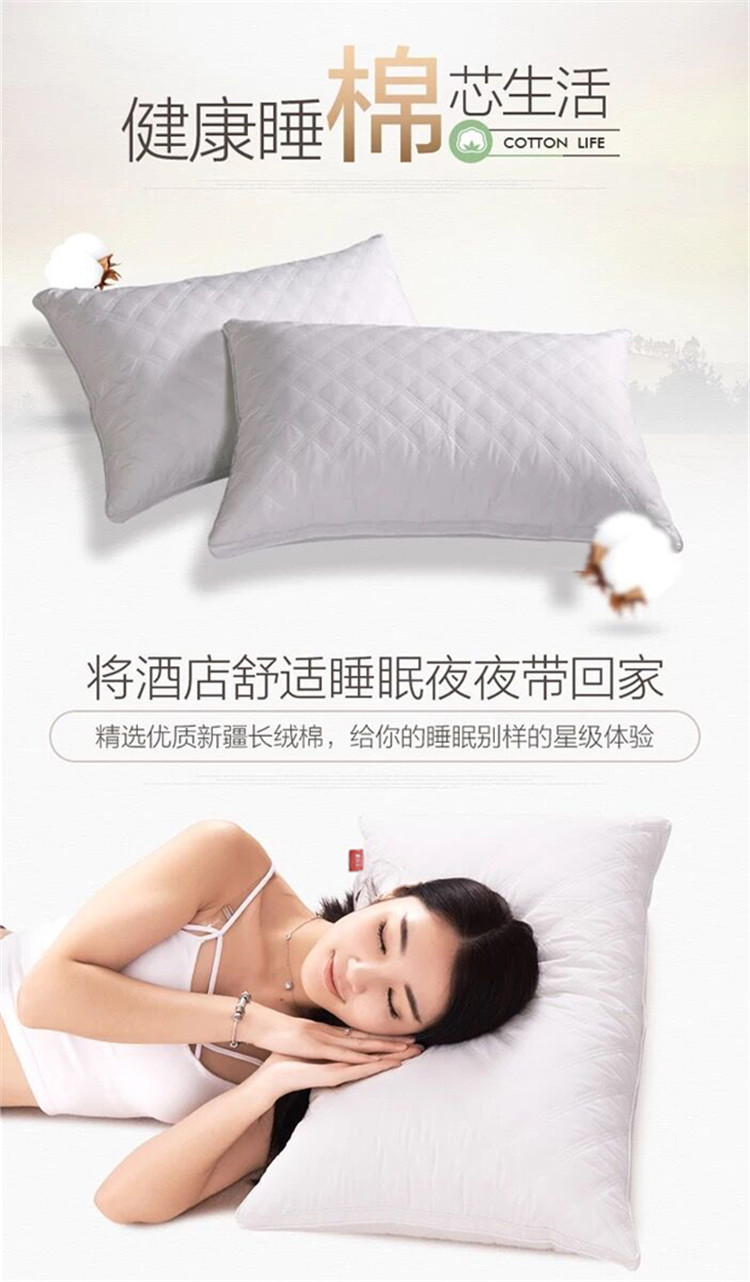 健康睡棉芯生活
COTTON LIFE
将酒店舒适睡眠夜夜带回家
精选优质新疆长绒棉，给你的睡眠别样的星级体验